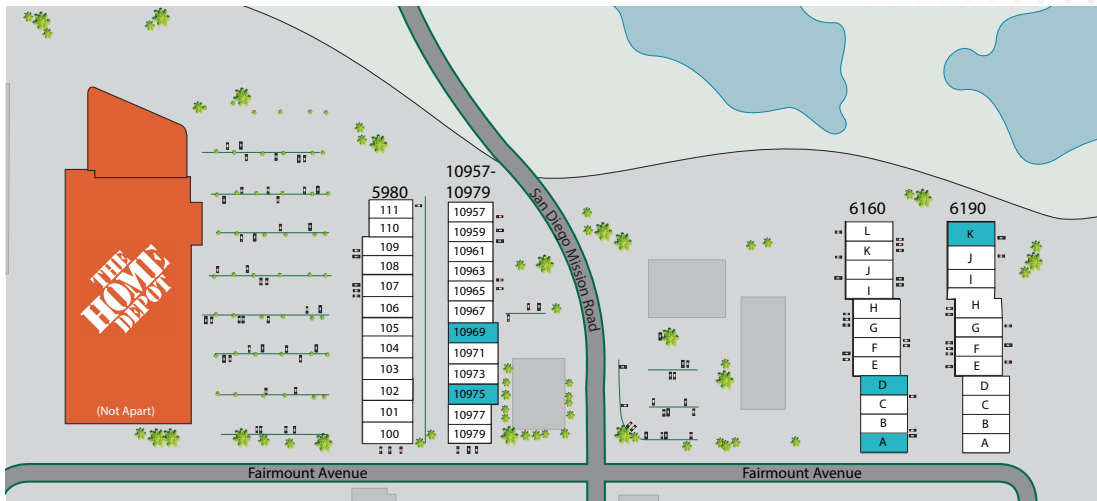 THE
HOME
DEPOT
(Not Apart)
5980
111
110
109
108
107
106
105
104
103
102
101
100
10957-
10979
10957
10959
10961
10963
10965
10967
10969
10971
10973
10975
10977
10979
San Diego Mission Road
6160
L
K
J
I
H
G
F
E
D
C
B
A
6190
K
J
I
H
G
F
E
D
C
B
A
Fairmount Avenue
Fairmount Avenue